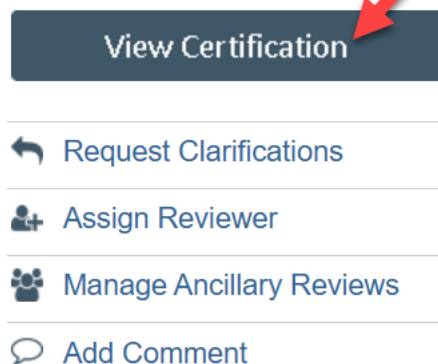 View Certification
Request Clarifications
Assign Reviewer
Manage Ancillary Reviews
Add Comment